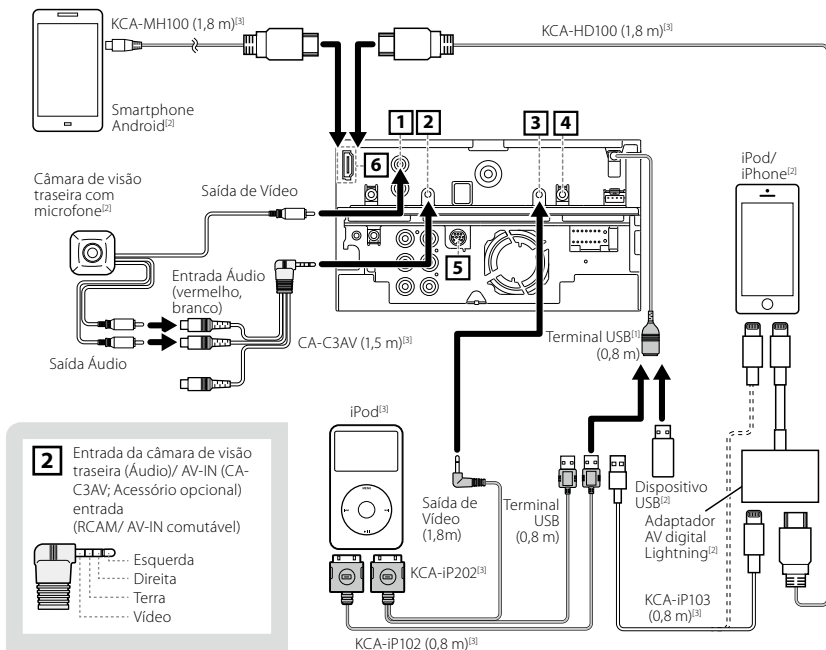 KCA-MH100 (1,8 m)[3]
KCA-HD100 (1,8 m)[3]
Smartphone
Android[2]
1
2
3
4
6
5
iPod/
iPhone[2]
Câmara de visão
traseira com
microfone[2]
Saída de Vídeo
Entrada Áudio
(vermelho,
branco)
CA-C3AV (1,5 m)[3]
Saída Áudio
Terminal USB[1]
(0,8 m)
iPod[3]
MENU
2
Entrada da câmara de visão
traseira (Áudio)/ AV-IN (CA-
C3AV; Acessório opcional)
entrada
(RCAM/ AV-IN comutável)
Esquerda
Direita
Terra
Vídeo
Saída de
Vídeo
(1,8m)
Terminal
USB
(0,8 m)
Dispositivo
USB[2]
Adaptador
AV digital
Lightning[2]
KCA-iP202[3]
KCA-iP103
(0,8 m)[3]
KCA-iP102 (0,8 m)[3]